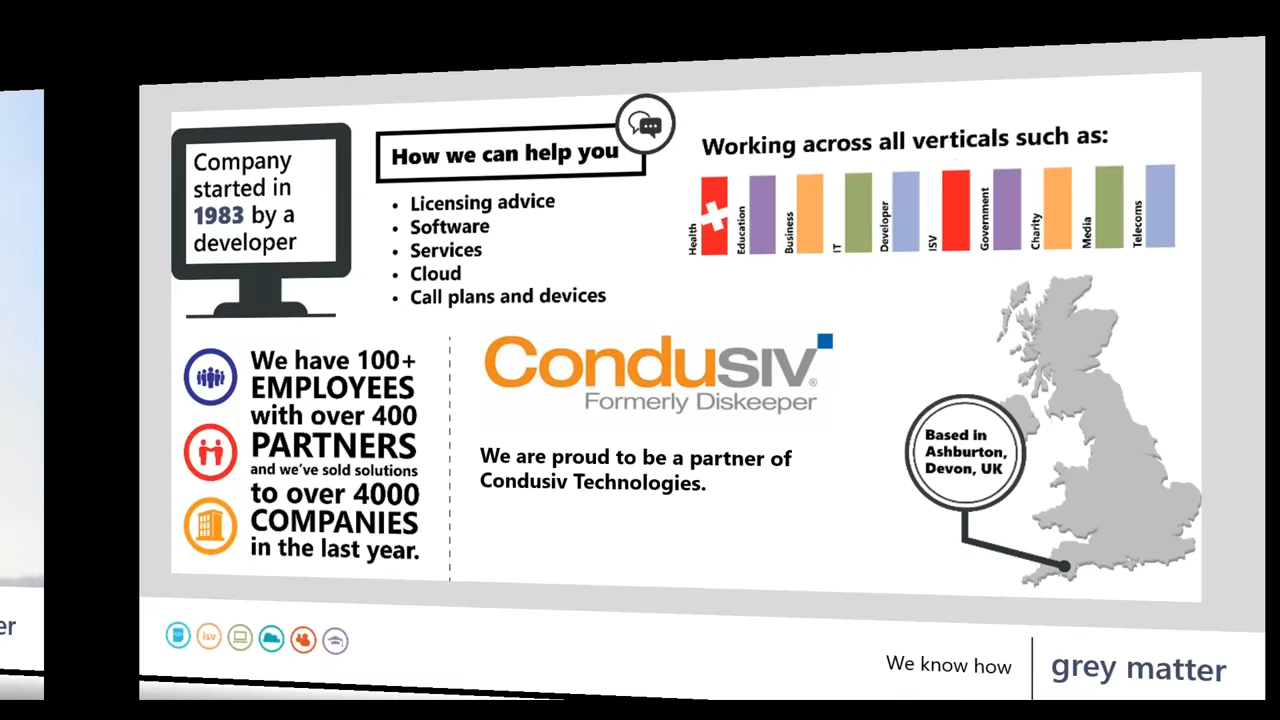 Company
started in
1983 by a
developer
How we can help you
• Licensing advice
• Software
• Services
• Cloud
• Call plans and devices
Working across all verticals such as:
Health
Education
Business
IT
Developer
ISV
Government
Charity
Media
Telecoms
We have 100+
EMPLOYEES
with over 400
PARTNERS
and we've sold solutions
to over 4000
COMPANIES
in the last year.
Condusiv®
Formerly Diskeeper
We are proud to be a partner of
Condusiv Technologies.
Based in
Ashburton,
Devon, UK
isv
er
We know how
grey matter